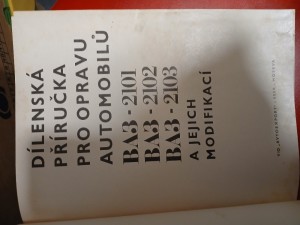 DÍLENSKÁ
PŘÍRUČKA
PRO OPRAVU
AUTOMOBILŮ
ВАЗ - 2101
ВАЗ - 2102
ВАЗ - 2103
A JEJICH
MODIFIKACÍ